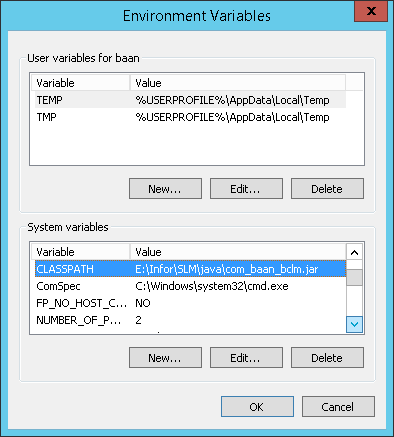 Environment Variables
User variables for baan
Variable Value
TEMP %USERPROFILE%\AppData\Local\Temp
TMP %USERPROFILE%\AppData\Local\Temp
New... Edit... Delete
System variables
Variable Value
CLASSPATH E:\Infor\SLM\java\com_baan_bclm.jar
ComSpec C:\Windows\system32\cmd.exe
FP_NO_HOST_C... NO
NUMBER_OF_P... 2
New... Edit... Delete
OK Cancel